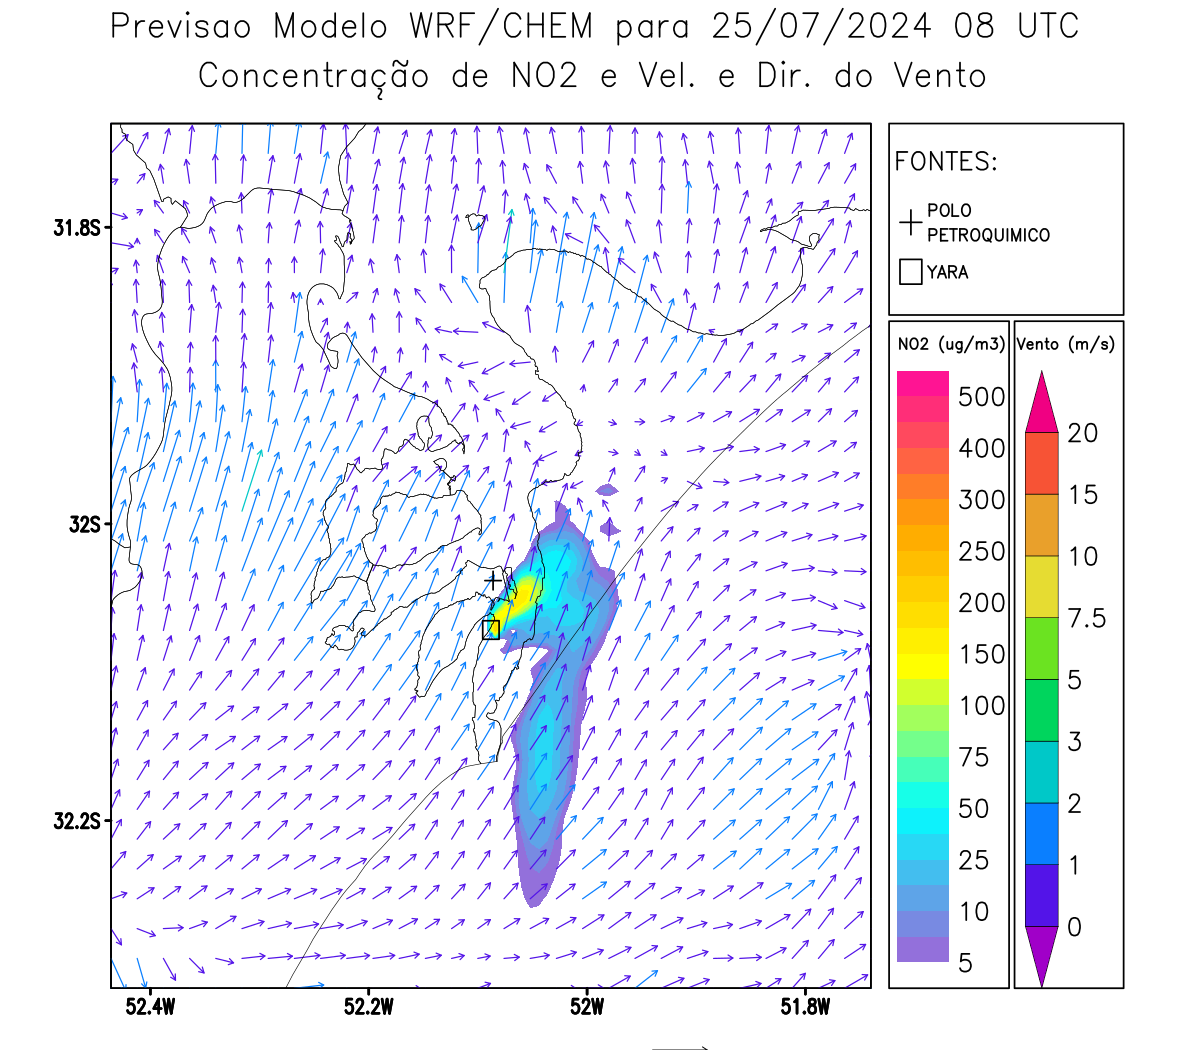 Previsao Modelo WRF/CHEM para 25/07/2024 08 UTC
Concentração de NO2 e Vel. e Dir. do Vento
FONTES:
POLO
PETROQUIMICO
YARA
NO2 (ug/m3)
500
400
300
250
200
150
100
75
50
25
10
5
Vento (m/s)
20
15
10
7.5
5
3
2
1
0
31.8S
32S
32.2S
52.4W
52.2W
52W
51.8W